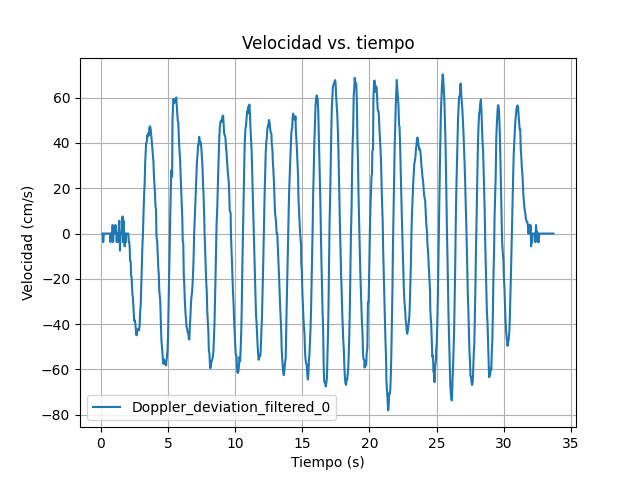 Velocidad vs. tiempo
Velocidad (cm/s)
60
40
20
0
−20
−40
−60
−80
Doppler_deviation_filtered_0
0 5 10 15 20 25 30 35
Tiempo (s)